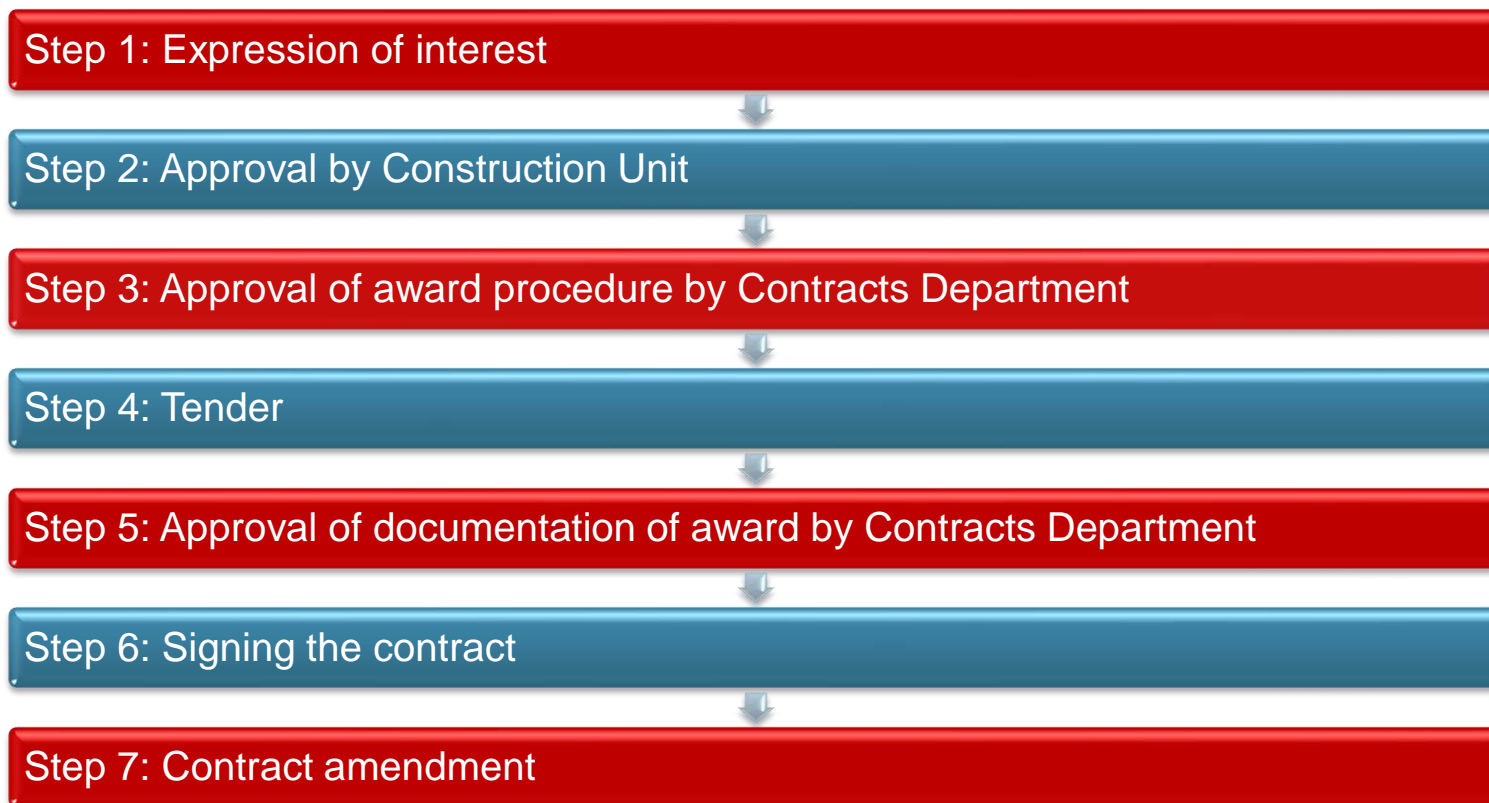 Step 1: Expression of interest
Step 2: Approval by Construction Unit
Step 3: Approval of award procedure by Contracts Department
Step 4: Tender
Step 5: Approval of documentation of award by Contracts Department
Step 6: Signing the contract
Step 7: Contract amendment